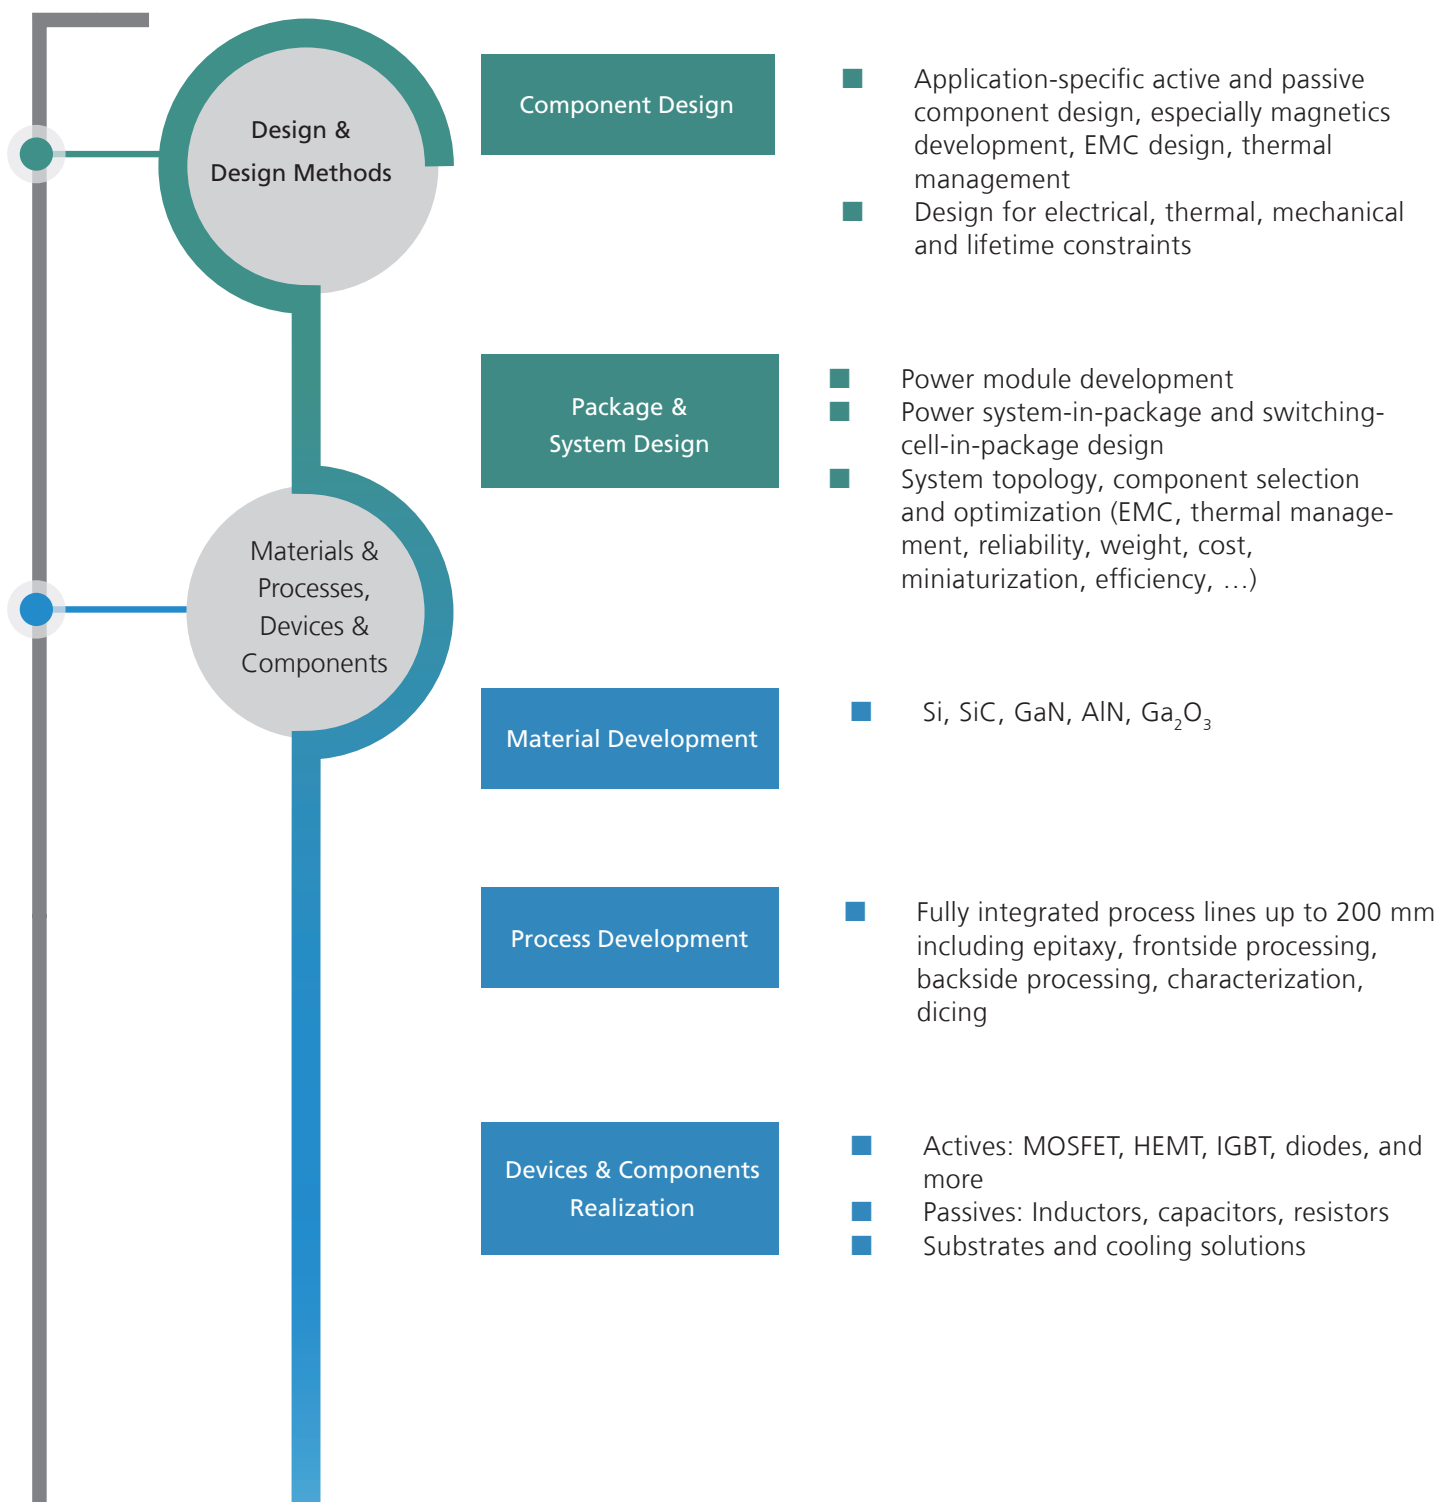 Design &
Design Methods
Component Design
■ Application-specific active and passive
component design, especially magnetics
development, EMC design, thermal
management
■ Design for electrical, thermal, mechanical
and lifetime constraints
Package &
System Design
■ Power module development
■ Power system-in-package and switching-
cell-in-package design
■ System topology, component selection
and optimization (EMC, thermal manage-
ment, reliability, weight, cost,
miniaturization, efficiency, …)
Materials &
Processes,
Devices &
Components
Material Development
■ Si, SiC, GaN, AlN, Ga₂O₃
Process Development
■ Fully integrated process lines up to 200 mm
including epitaxy, frontside processing,
backside processing, characterization,
dicing
Devices & Components
Realization
■ Actives: MOSFET, HEMT, IGBT, diodes, and
more
■ Passives: Inductors, capacitors, resistors
■ Substrates and cooling solutions